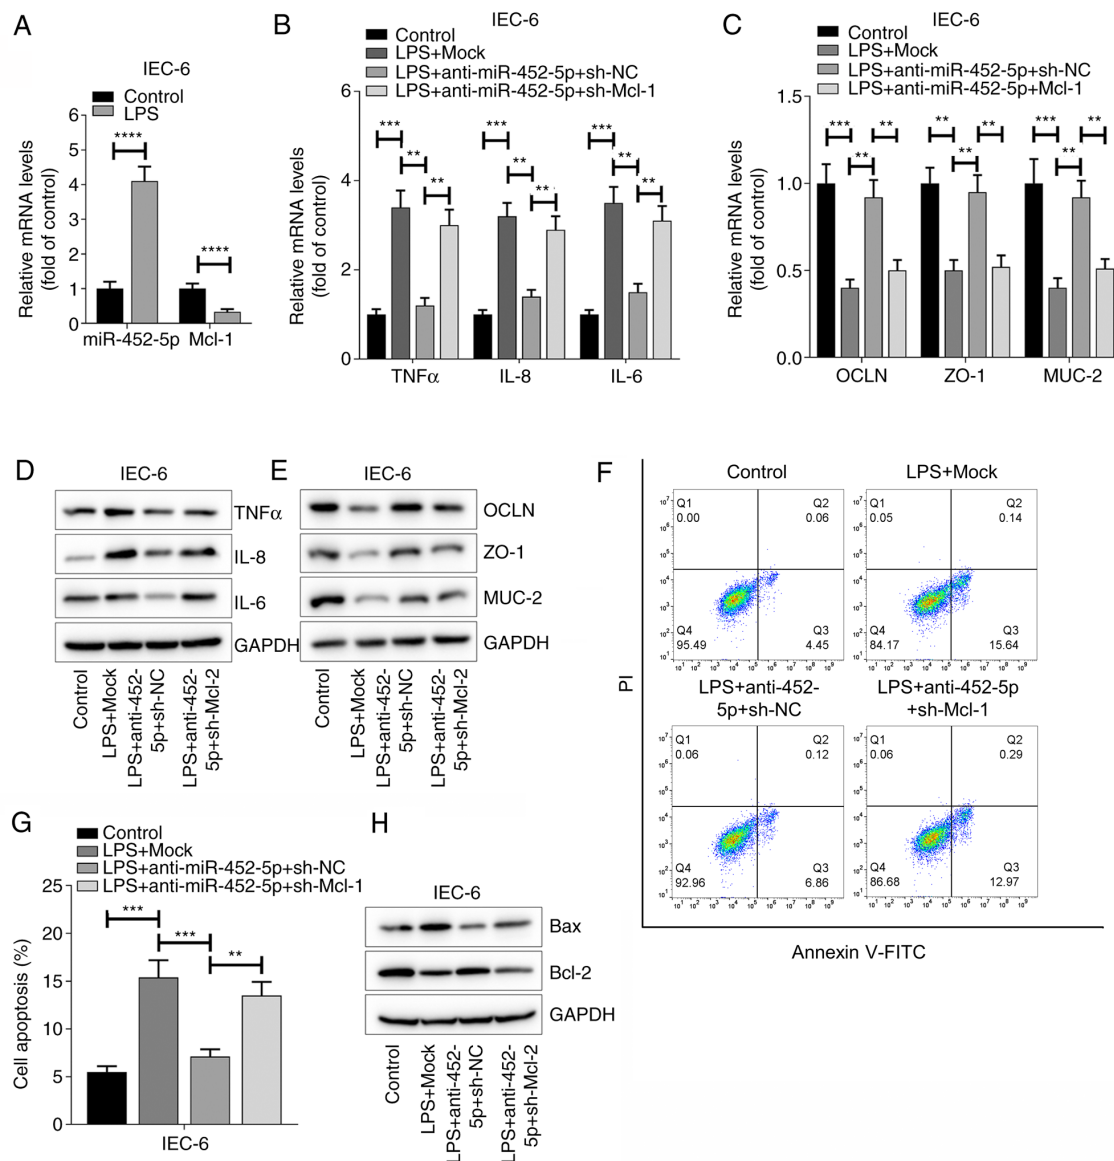 A
IEC-6
Control
LPS
Relative mRNA levels
(fold of control)
6
5
4
3
2
1
0
****
****
miR-452-5p Mcl-1
B
IEC-6
Control
LPS+Mock
LPS+anti-miR-452-5p+sh-NC
LPS+anti-miR-452-5p+sh-Mcl-1
Relative mRNA levels
(fold of control)
6
4
2
0
*** ** **
*** ** **
*** ** **
TNFα IL-8 IL-6
C
IEC-6
Control
LPS+Mock
LPS+anti-miR-452-5p+sh-NC
LPS+anti-miR-452-5p+Mcl-1
Relative mRNA levels
(fold of control)
1.5
1.0
0.5
0.0
*** ** **
** ** **
*** ** **
OCLN ZO-1 MUC-2
D
IEC-6
TNFα
IL-8
IL-6
GAPDH
Control
LPS+Mock
LPS+anti-452-
5p+sh-NC
LPS+anti-452-
5p+sh-Mcl-2
E
IEC-6
OCLN
ZO-1
MUC-2
GAPDH
Control
LPS+Mock
LPS+anti-452-
5p+sh-NC
LPS+anti-452-
5p+sh-Mcl-2
F
PI
Control
Q1 Q2
0.00 0.06
Q4 Q3
95.49 4.45
LPS+Mock
Q1 Q2
0.05 0.14
Q4 Q3
84.17 15.64
LPS+anti-452-
5p+sh-NC
Q1 Q2
0.06 0.12
Q4 Q3
92.96 6.86
LPS+anti-452-5p
+sh-Mcl-1
Q1 Q2
0.06 0.29
Q4 Q3
86.68 12.97
Annexin V-FITC
G
Control
LPS+Mock
LPS+anti-miR-452-5p+sh-NC
LPS+anti-miR-452-5p+sh-Mcl-1
Cell apoptosis (%)
25
20
15
10
5
0
***
***
**
IEC-6
H
IEC-6
Bax
Bcl-2
GAPDH
Control
LPS+Mock
LPS+anti-452-
5p+sh-NC
LPS+anti-452-
5p+sh-Mcl-2